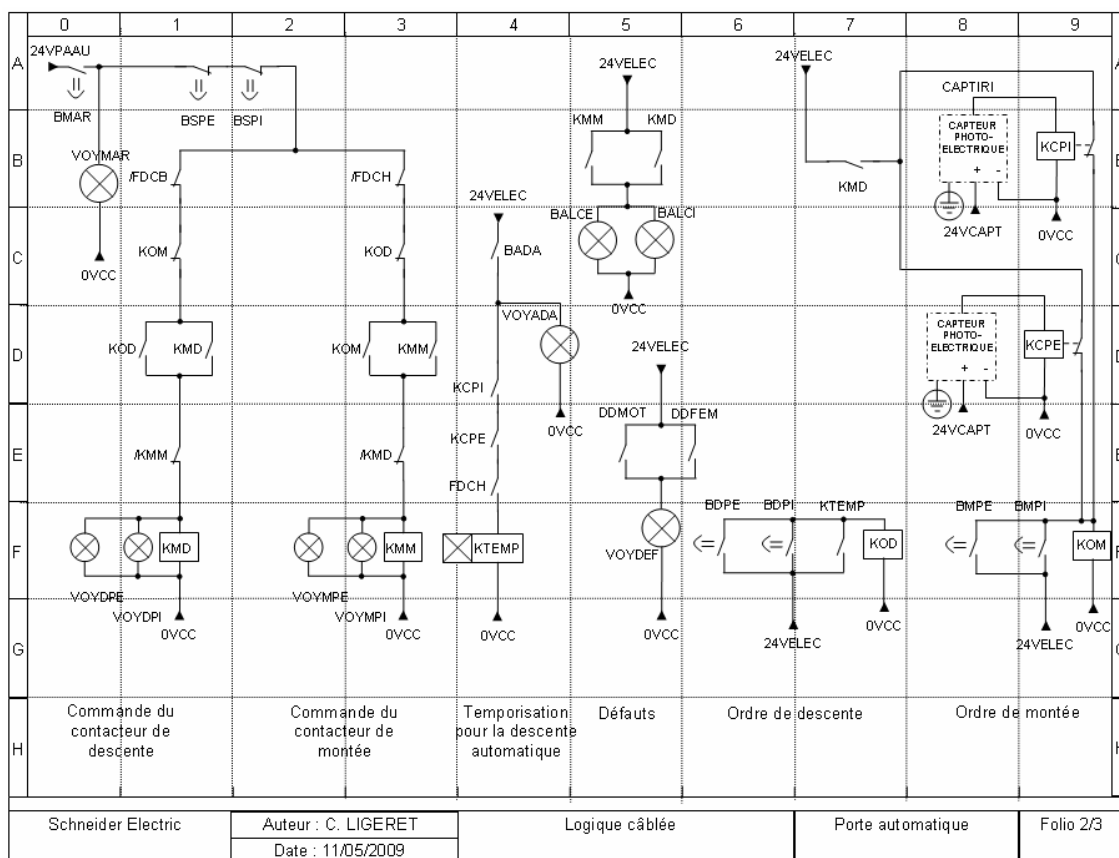 0 1 2 3 4 5 6 7 8 9
A
24VPAAU
24VELEC
24VELEC
A
CAPTIRI
BMAR
BSPE
BSPI
KMM
KMD
CAPTEUR
PHOTO-
ELECTRIQUE
+ -
KCPI
B
VOYMAR
/FDCB
/FDCH
24VELEC
KMD
B
BALCE
BALCI
24VCAPT
0VCC
C
KOM
KOD
BADA
C
0VCC
0VCC
VOYADA
CAPTEUR
PHOTO-
ELECTRIQUE
+ -
KCPE
D
KOD
KMD
KOM
KMM
24VELEC
D
KCPI
DDMOT
DDFEM
24VCAPT
0VCC
0VCC
E
/KMM
/KMD
KCPE
E
FDCH
BDPE
BDPI
KTEMP
BMPE
BMPI
F
KMD
KMM
KTEMP
VOYDEF
KOD
KOM
F
VOYDPE
VOYMPE
VOYDPI
VOYMPI
0VCC
0VCC
0VCC
0VCC
0VCC
0VCC
G
24VELEC
24VELEC
G
Commande du
contacteur de
descente
Commande du
contacteur de
montée
Temporisation
pour la descente
automatique
Défauts
Ordre de descente
Ordre de montée
H
H
Schneider Electric
Auteur : C. LIGERET
Date : 11/05/2009
Logique câblée
Porte automatique
Folio 2/3